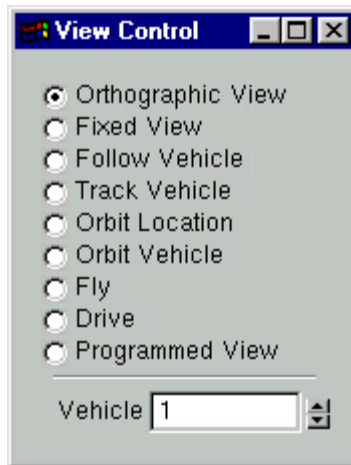 View Control
Orthographic View
Fixed View
Follow Vehicle
Track Vehicle
Orbit Location
Orbit Vehicle
Fly
Drive
Programmed View
Vehicle 1